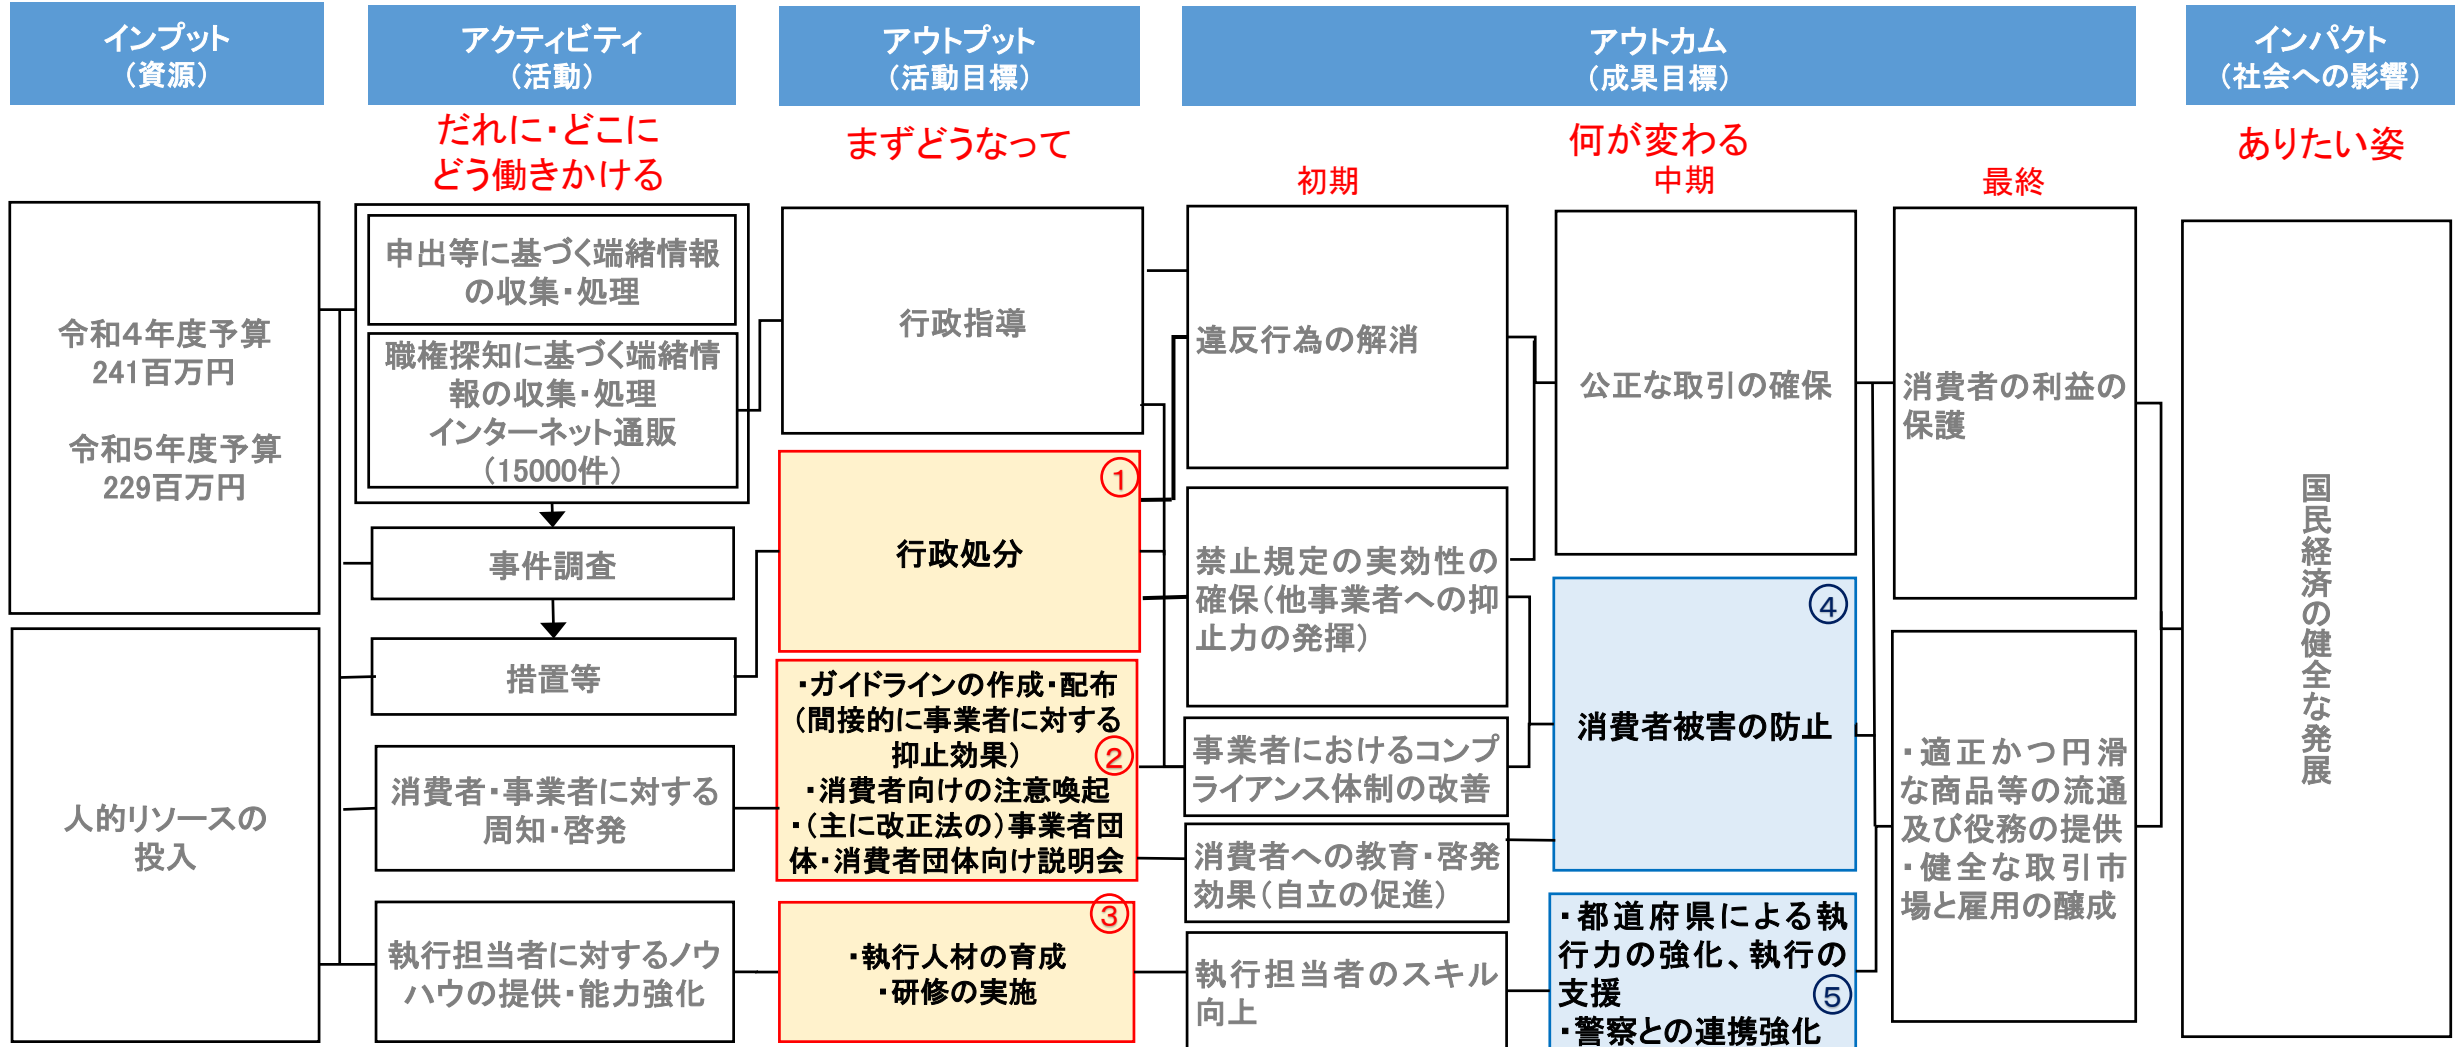 インプット
（資源）
アクティビティ
（活動）
アウトプット
（活動目標）
アウトカム
（成果目標）
インパクト
（社会への影響）
だれに・どこに
どう働きかける
まずどうなって
何が変わる
初期
中期
最終
ありたい姿
令和４年度予算
241百万円
令和５年度予算
229百万円
人的リソースの
投入
申出等に基づく端緒情報
の収集・処理
職権探知に基づく端緒情
報の収集・処理
インターネット通販
（15000件）
事件調査
措置等
消費者・事業者に対する
周知・啓発
執行担当者に対するノウ
ハウの提供・能力強化
行政指導
①
行政処分
・ガイドラインの作成・配布
（間接的に事業者に対する
抑止効果）
②
・消費者向けの注意喚起
・（主に改正法の）事業者団
体・消費者団体向け説明会
③
・執行人材の育成
・研修の実施
違反行為の解消
禁止規定の実効性の
確保（他事業者への抑
止力の発揮）
事業者におけるコンプ
ライアンス体制の改善
消費者への教育・啓発
効果（自立の促進）
執行担当者のスキル
向上
公正な取引の確保
④
消費者被害の防止
・都道府県による執
行力の強化、執行の
支援
⑤
・警察との連携強化
消費者の利益の
保護
・適正かつ円滑
な商品等の流通
及び役務の提供
・健全な取引市
場と雇用の醸成
国民経済の健全な発展